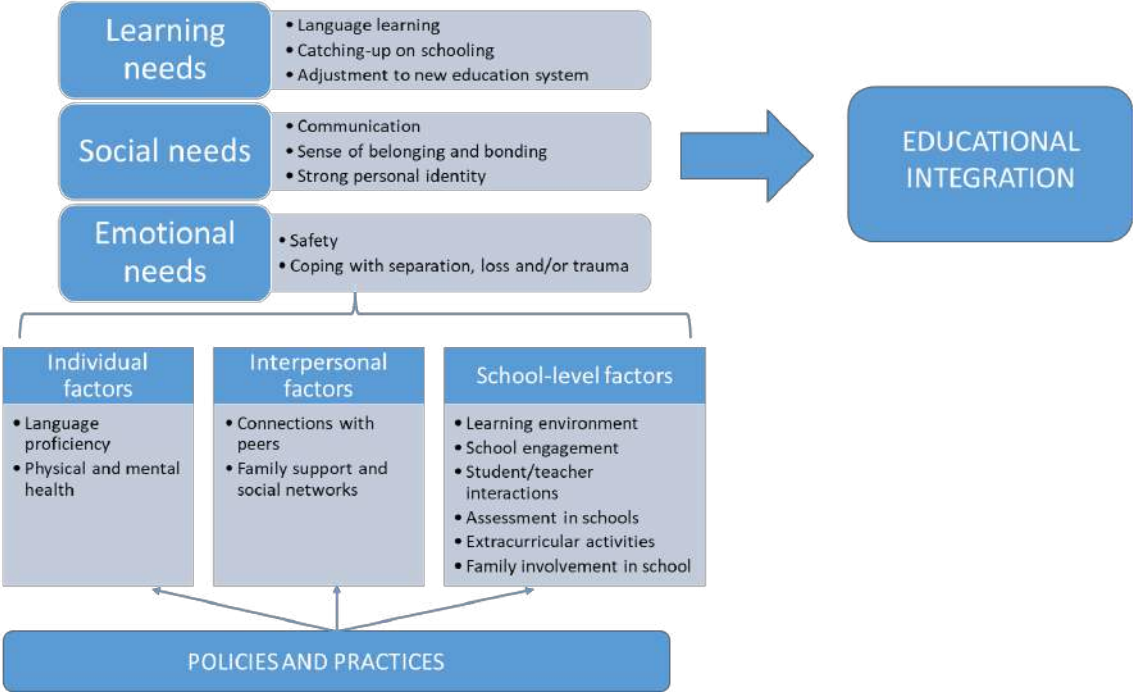 Learning
needs
• Language learning
• Catching-up on schooling
• Adjustment to new education system
Social needs
• Communication
• Sense of belonging and bonding
• Strong personal identity
Emotional
needs
• Safety
• Coping with separation, loss and/or trauma
EDUCATIONAL
INTEGRATION
Individual
factors
• Language
proficiency
• Physical and mental
health
Interpersonal
factors
• Connections with
peers
• Family support and
social networks
School-level factors
• Learning environment
• School engagement
• Student/teacher
interactions
• Assessment in schools
• Extracurricular activities
• Family involvement in school
POLICIES AND PRACTICES